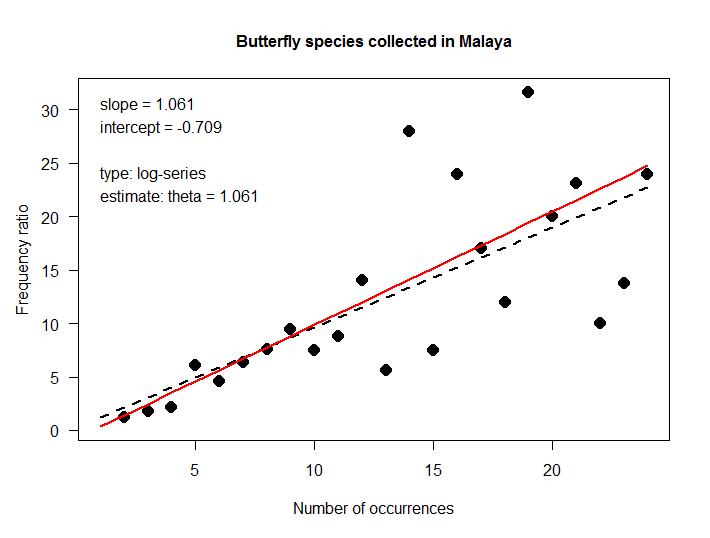 Butterfly species collected in Malaya
slope = 1.061
intercept = -0.709
type: log-series
estimate: theta = 1.061
Frequency ratio
30
25
20
15
10
5
0
5 10 15 20
Number of occurrences